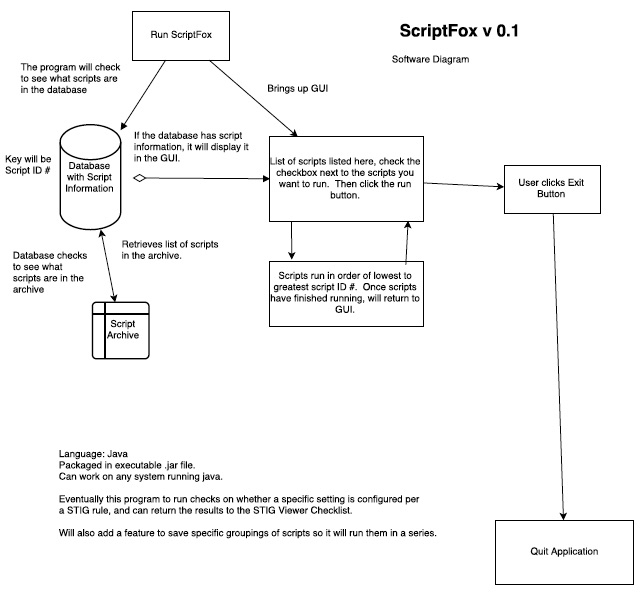 ScriptFox v 0.1
Software Diagram
Run ScriptFox
The program will check
to see what scripts are
in the database
Brings up GUI
Key will be
Script ID #
Database
with Script
Information
If the database has script
information, it will display it
in the GUI.
List of scripts listed here, check the
checkbox next to the scripts you
want to run.  Then click the run
button.
User clicks Exit
Button
Database checks
to see what
scripts are in the
archive
Retrieves list of scripts
in the archive.
Scripts run in order of lowest to
greatest script ID #.  Once scripts
have finished running, will return to
GUI.
Script
Archive
Language: Java
Packaged in executable .jar file.
Can work on any system running java.
Eventually this program to run checks on whether a specific setting is configured per
a STIG rule, and can return the results to the STIG Viewer Checklist.
Will also add a feature to save specific groupings of scripts so it will run them in a series.
Quit Application